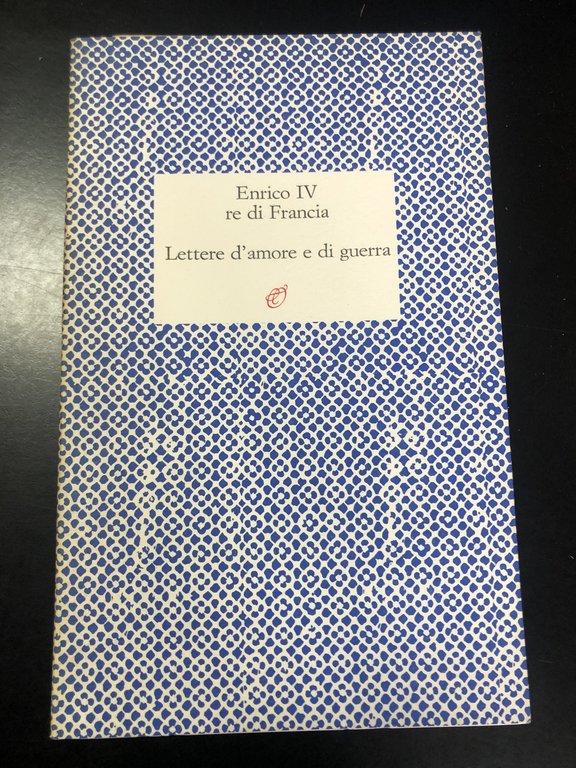 Enrico IV
re di Francia
Lettere d'amore e di guerra